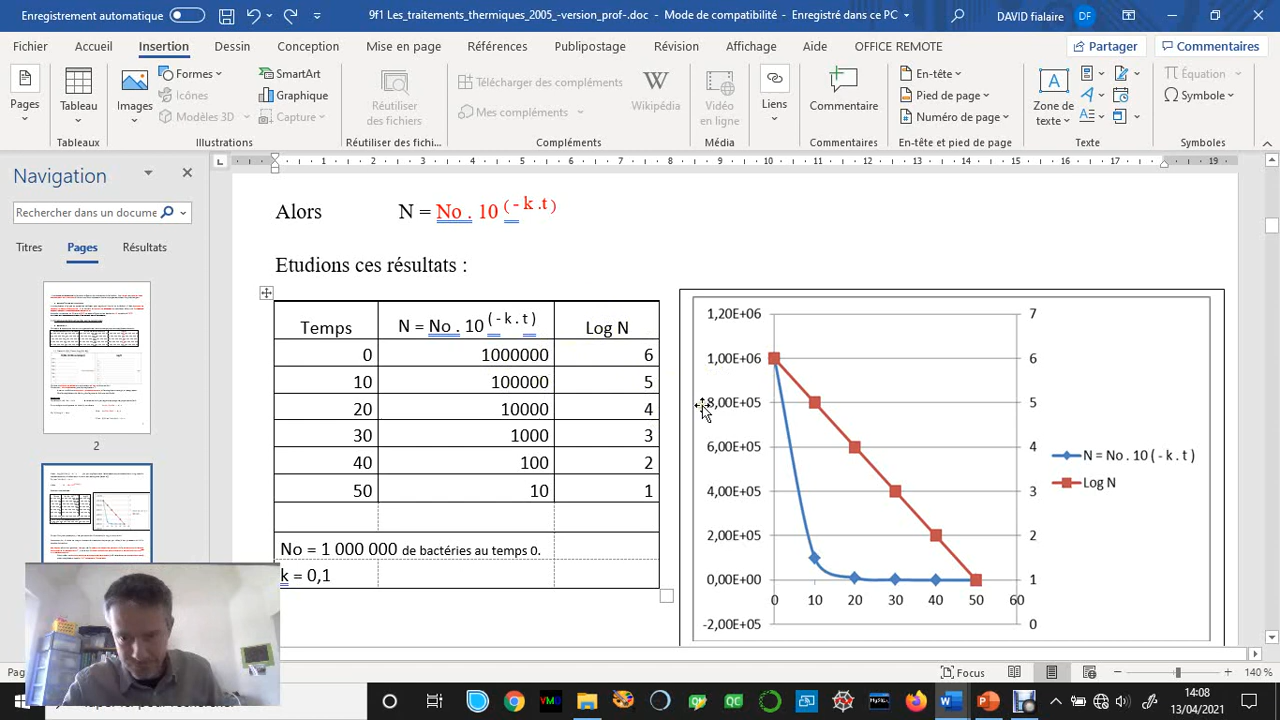 Enregistrement automatique
9f1 Les_traitements_thermiques_2005_-version_prof-.doc - Mode de compatibilité - Enregistré dans ce PC
DAVID fialaire
DF
Fichier Accueil Insertion Dessin Conception Mise en page Références Publipostage Révision Affichage Aide OFFICE REMOTE
Partager
Commentaires
Pages
Tableau
Images
Formes
Icônes
Modèles 3D
SmartArt
Graphique
Capture
Réutiliser des fichiers
Télécharger des compléments
Mes compléments
Wikipédia
Vidéo en ligne
Liens
Commentaire
En-tête
Pied de page
Numéro de page
Zone de texte
Équation
Symbole
Tableaux
Illustrations
Réutiliser des fichi...
Compléments
Média
Commentaires
En-tête et pied de page
Texte
Symboles
Navigation
Rechercher dans un docume
Titres Pages Résultats
2
Alors N = No . 10 ( - k .t )
Etudions ces résultats :
Temps N = No . 10 ( - k . t ) Log N
0 1000000 6
10 100000 5
20 10000 4
30 1000 3
40 100 2
50 10 1
No = 1 000 000 de bactéries au temps 0.
k = 0,1
1,20E+06 7
1,00E+06 6
8,00E+05 5
6,00E+05 4
4,00E+05 3
2,00E+05 2
0,00E+00 1
0 10 20 30 40 50 60
-2,00E+05 0
N = No . 10 ( - k . t )
Log N
Focus
140 %
14:08
13/04/2021